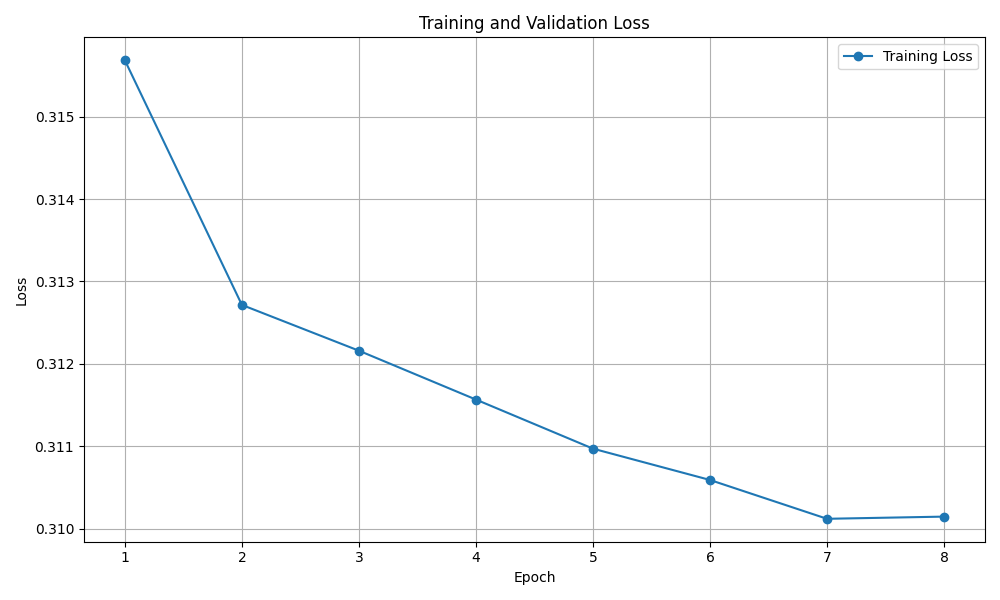 Training and Validation Loss
Training Loss
0.315
0.314
0.313
0.312
0.311
0.310
Loss
1 2 3 4 5 6 7 8
Epoch